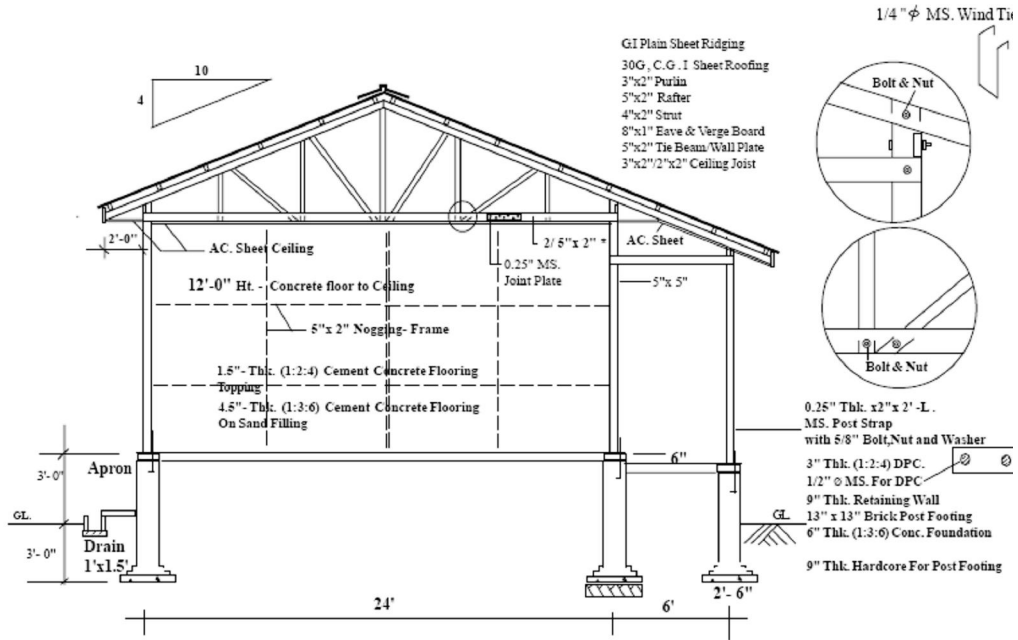 1/4" ϕ MS. Wind Tie
GI Plain Sheet Ridging
30G, C.G.I Sheet Roofing
3"x2" Purlin
5"x2" Rafter
4"x2" Strut
8"x1" Eave & Verge Board
5"x2" Tie Beam/Wall Plate
3"x2"/2"x2" Ceiling Joist
Bolt & Nut
10
4
2'-0"
AC. Sheet Ceiling
2/ 5"x 2" *
AC. Sheet
0.25" MS.
Joint Plate
12'-0" Ht. - Concrete floor to Ceiling
5"x 5"
5"x 2" Nogging- Frame
Bolt & Nut
1.5"- Thk. (1:2:4) Cement Concrete Flooring
Topping
4.5"- Thk. (1:3:6) Cement Concrete Flooring
On Sand Filling
0.25" Thk. x2"x 2' -L .
MS. Post Strap
with 5/8" Bolt,Nut and Washer
3" Thk. (1:2:4) DPC.
1/2" ø MS. For DPC
9" Thk. Retaining Wall
13" x 13" Brick Post Footing
6" Thk. (1:3:6) Conc. Foundation
9" Thk. Hardcore For Post Footing
3'- 0"
Apron
6"
GL.
GL
3'- 0"
Drain
1'x1.5'
2'- 6"
24'
6'